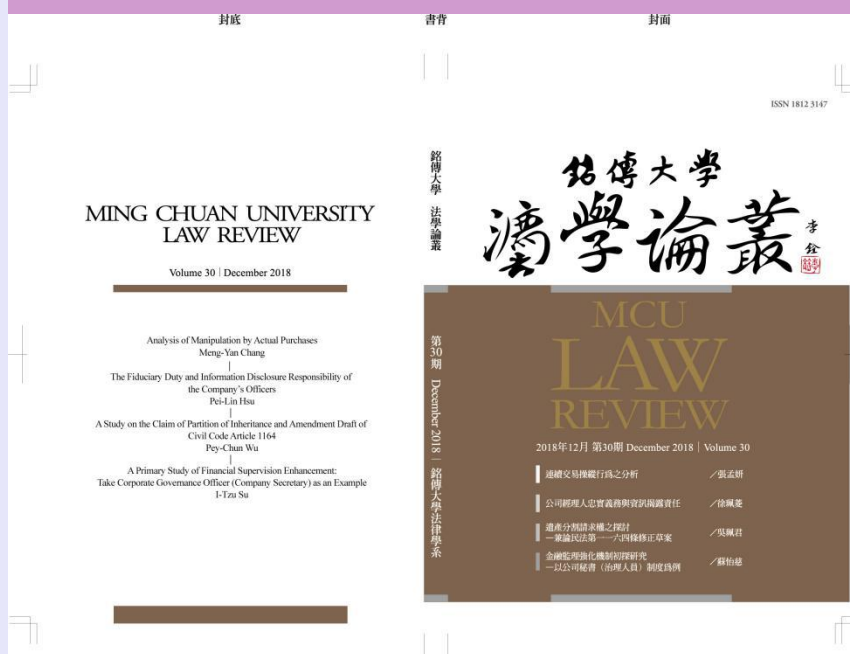 封底
書背
封面
MING CHUAN UNIVERSITY
LAW REVIEW
Volume 30 | December 2018
Analysis of Manipulation by Actual Purchases
Meng-Yan Chang
The Fiduciary Duty and Information Disclosure Responsibility of
the Company's Officers
Pei-Lin Hsu
A Study on the Claim of Partition of Inheritance and Amendment Draft of
Civil Code Article 1164
Pey-Chun Wu
A Primary Study of Financial Supervision Enhancement:
Take Corporate Governance Officer (Company Secretary) as an Example
I-Tzu Su
銘傳大學 法學論叢
第30期 December 2018 — 銘傳大學法律學系
ISSN 1812 3147
銘傳大學
灋學論叢
李銓
MCU
LAW
REVIEW
2018年12月 第30期 December 2018 | Volume 30
連續交易操縱行為之分析 /張孟妍
公司經理人忠實義務與資訊揭露責任 /徐珮菱
遺產分割請求權之探討
—兼論民法第一一六四條修正草案 /吳珮君
金融監理強化機制初探研究
—以公司秘書（治理人員）制度為例 /蘇怡慈